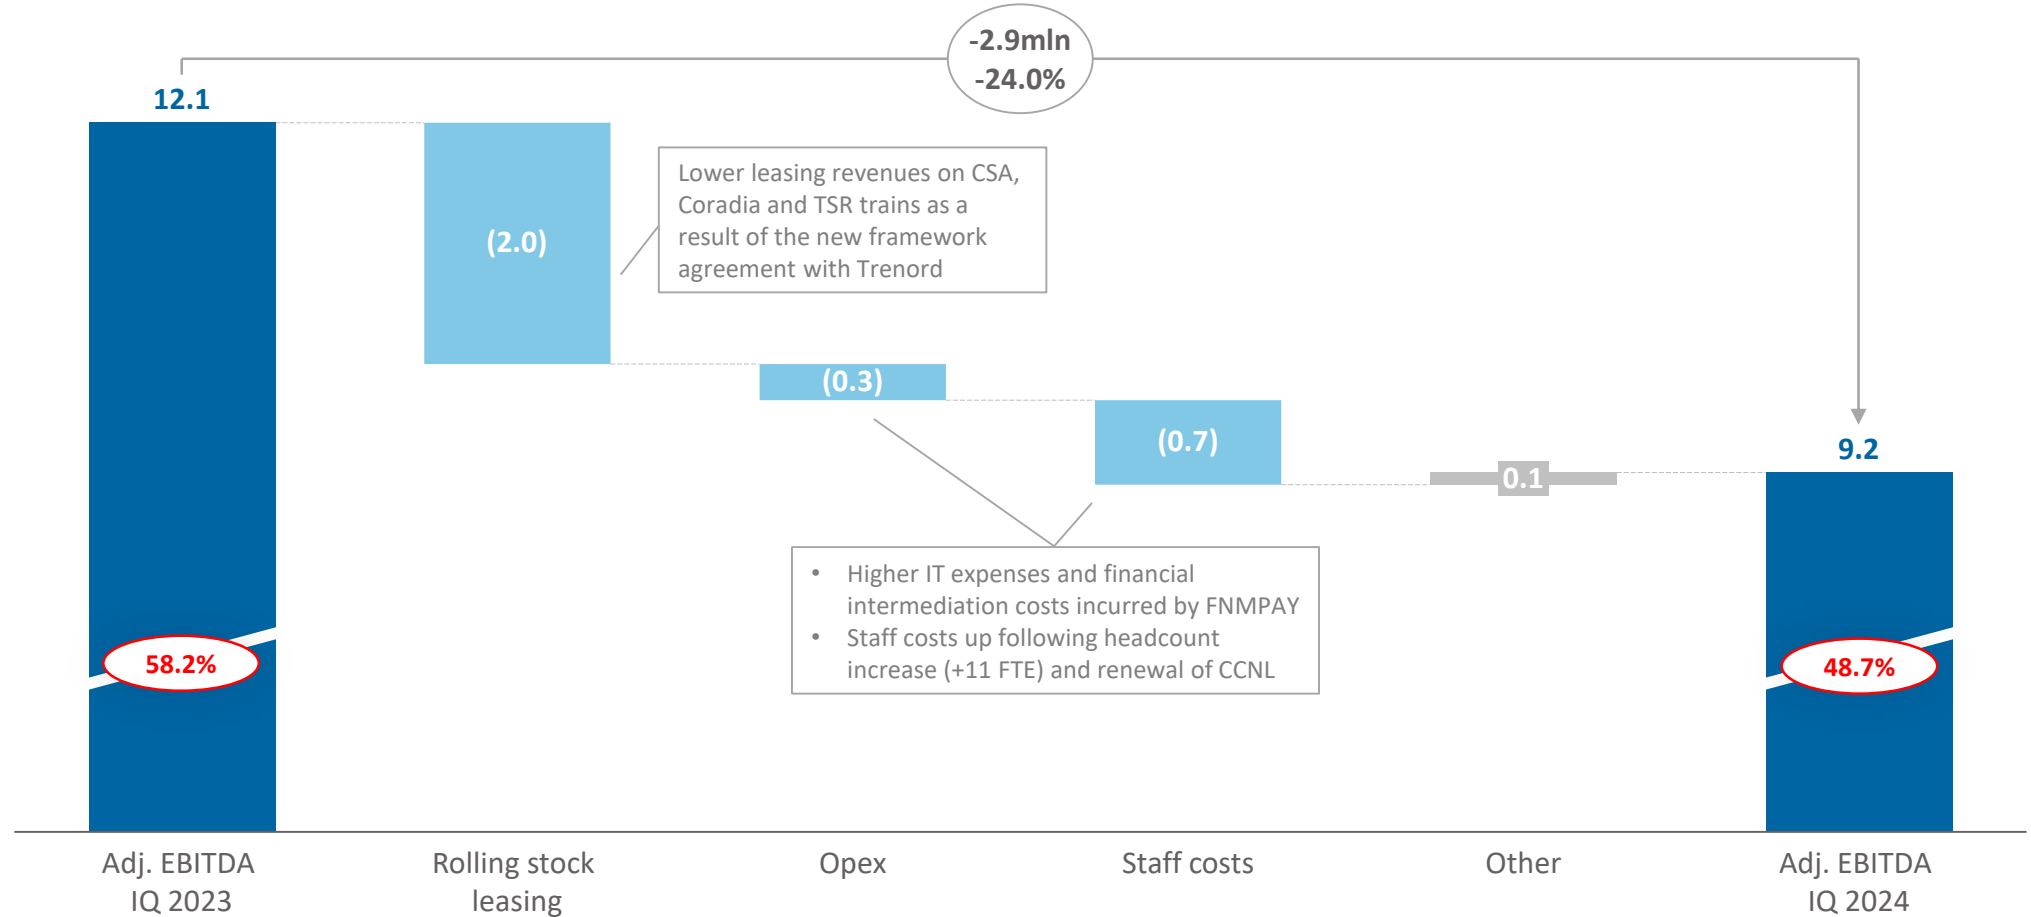 -2.9mln
-24.0%
12.1
Lower leasing revenues on CSA,
Coradia and TSR trains as a
result of the new framework
agreement with Trenord
(2.0)
(0.3)
(0.7)
0.1
9.2
• Higher IT expenses and financial
intermediation costs incurred by FNMPAY
• Staff costs up following headcount
increase (+11 FTE) and renewal of CCNL
58.2%
48.7%
Adj. EBITDA
IQ 2023
Rolling stock
leasing
Opex
Staff costs
Other
Adj. EBITDA
IQ 2024